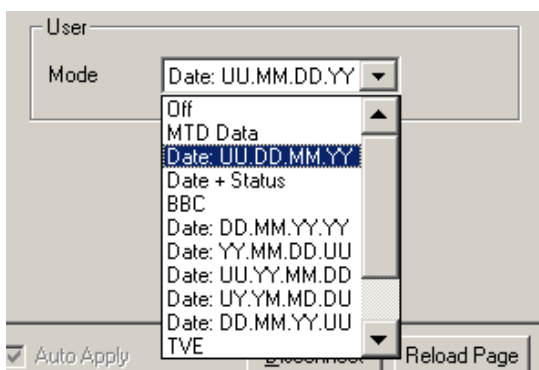 User
Mode
Date: UU.MM.DD.YY
Off
MTD Data
Date: UU.DD.MM.YY
Date + Status
BBC
Date: DD.MM.YY.YY
Date: YY.MM.DD.UU
Date: UU.YY.MM.DD
Date: UY.YM.MD.DU
Date: DD.MM.YY.UU
TVE
Auto Apply
Reload Page